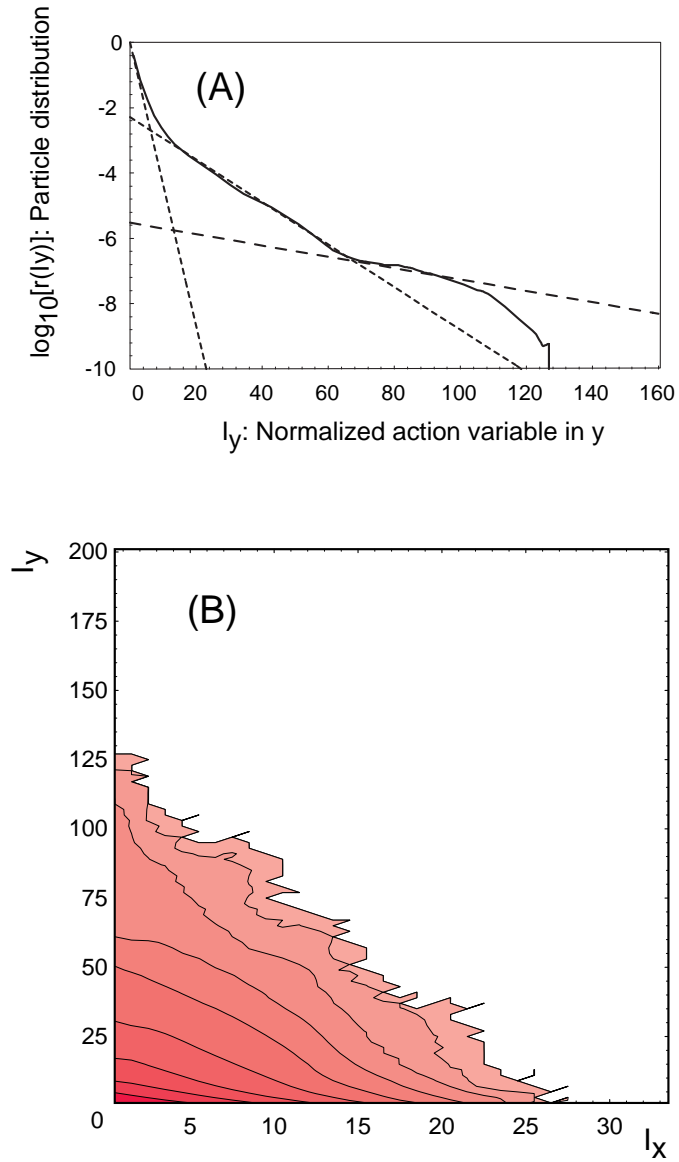 log10[r(Iy)]: Particle distribution
0
-2
-4
-6
-8
-10
(A)
0 20 40 60 80 100 120 140 160
Iy: Normalized action variable in y
Iy
200
175
150
125
100
75
50
25
0
(B)
5 10 15 20 25 30
Ix